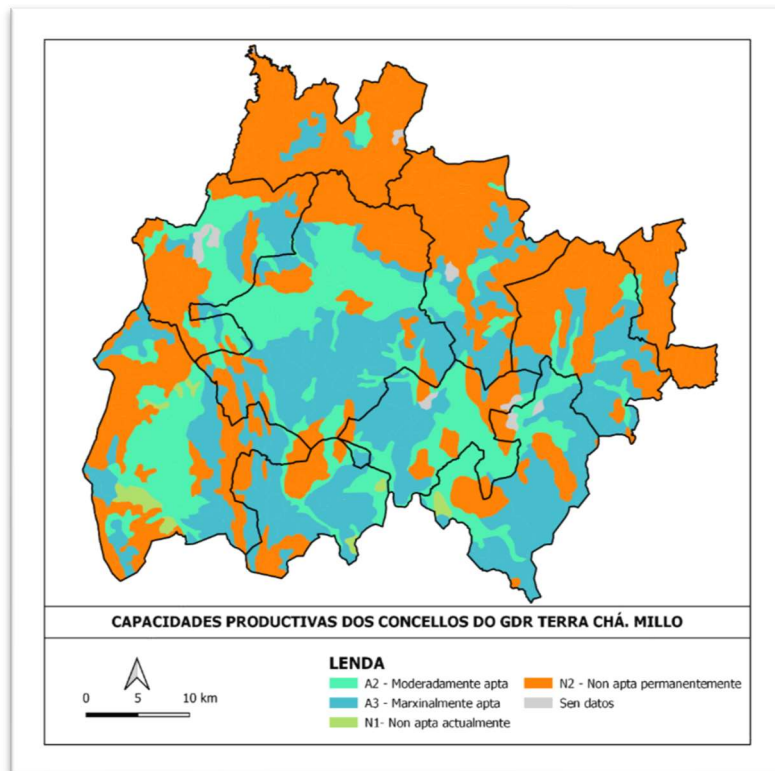 CAPACIDADES PRODUCTIVAS DOS CONCELLOS DO GDR TERRA CHÁ. MILLO
0 5 10 km
LENDA
A2 - Moderadamente apta
A3 - Marxinalmente apta
N1- Non apta actualmente
N2 - Non apta permanentemente
Sen datos